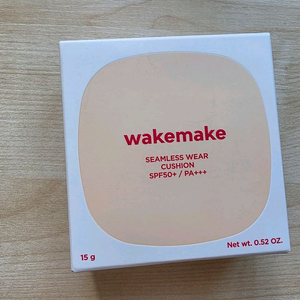 wakemake
SEAMLESS WEAR
CUSHION
SPF50+ / PA+++
15 g
Net wt. 0.52 OZ.